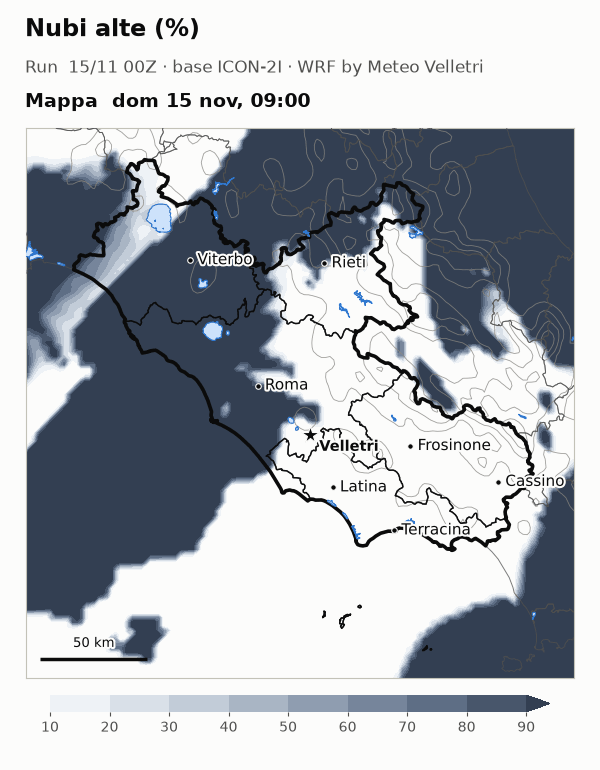 Nubi alte (%)
Run  15/11 00Z · base ICON-2I · WRF by Meteo Velletri
Mappa  dom 15 nov, 09:00
Viterbo
Rieti
Roma
Velletri
Frosinone
Cassino
Latina
Terracina
50 km
10 20 30 40 50 60 70 80 90